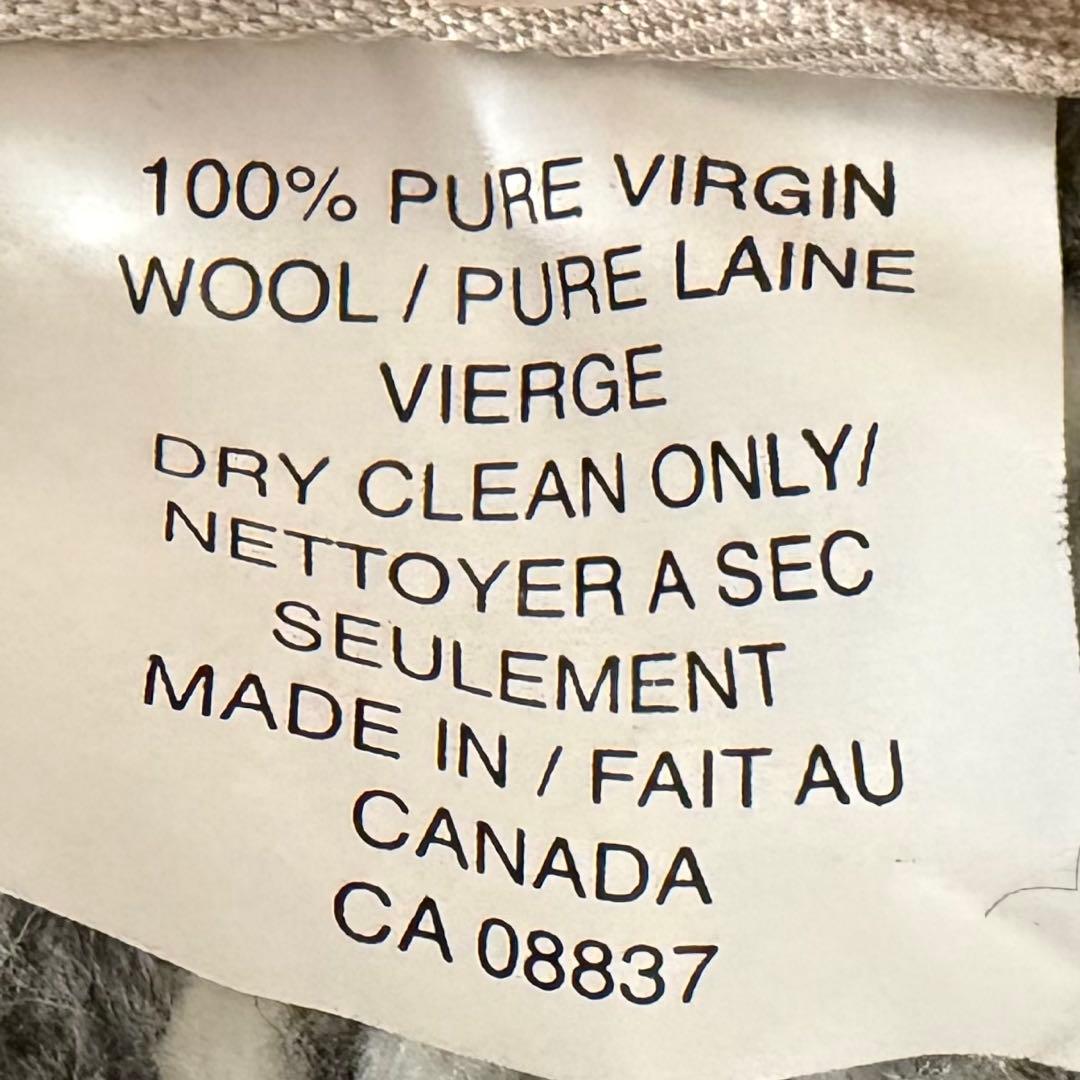 100% PURE VIRGIN
WOOL / PURE LAINE
VIERGE
DRY CLEAN ONLY/
NETTOYER A SEC
SEULEMENT
MADE IN / FAIT AU
CANADA
CA 08837